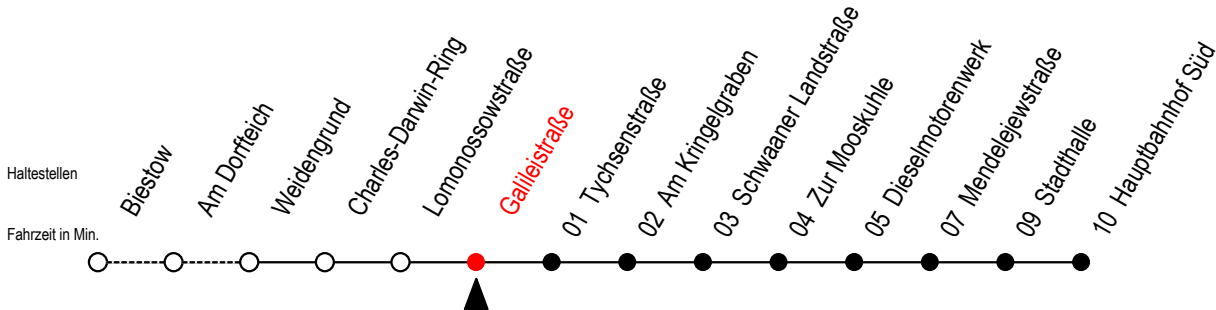 Haltestellen
Fahrzeit in Min.
Biestow
Am Dorfteich
Weidengrund
Charles-Darwin-Ring
Lomonossowstraße
Galileistraße
01 Tychsenstraße
02 Am Kringelgraben
03 Schwaaner Landstraße
04 Zur Mooskuhle
05 Dieselmotorenwerk
07 Mendelejewstraße
09 Stadthalle
10 Hauptbahnhof Süd